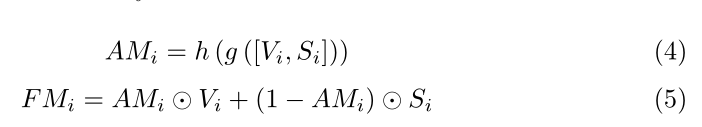 AM_i = h (g ([V_i, S_i])) (4)
FM_i = AM_i ⊙ V_i + (1 − AM_i) ⊙ S_i (5)